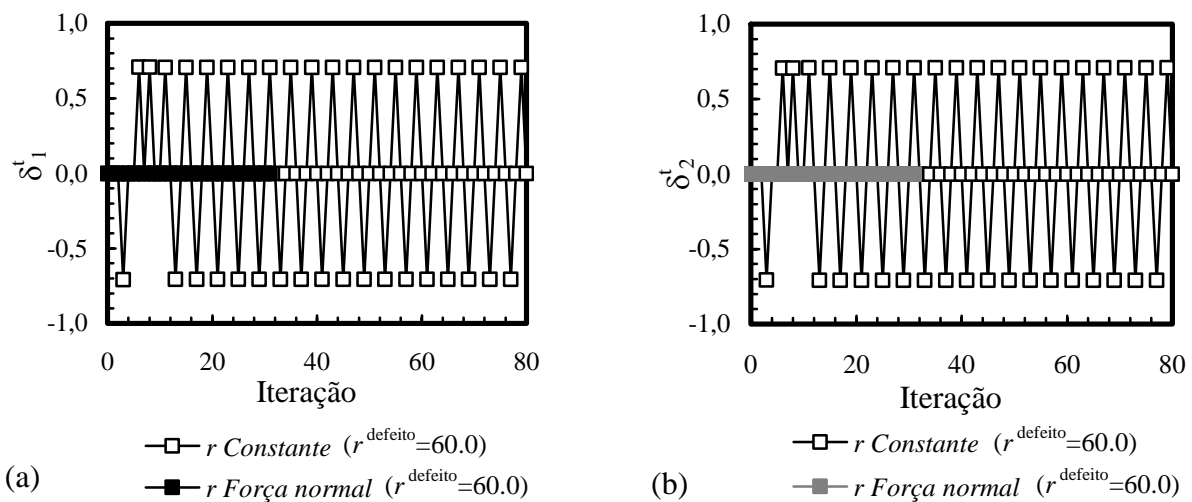 1,0
0,5
0,0
-0,5
-1,0
δ₁ᵗ
0 20 40 60 80
Iteração
r Constante (r defeito=60.0)
r Força normal (r defeito=60.0)
(a)
1,0
0,5
0,0
-0,5
-1,0
δ₂ᵗ
0 20 40 60 80
Iteração
r Constante (r defeito=60.0)
r Força normal (r defeito=60.0)
(b)